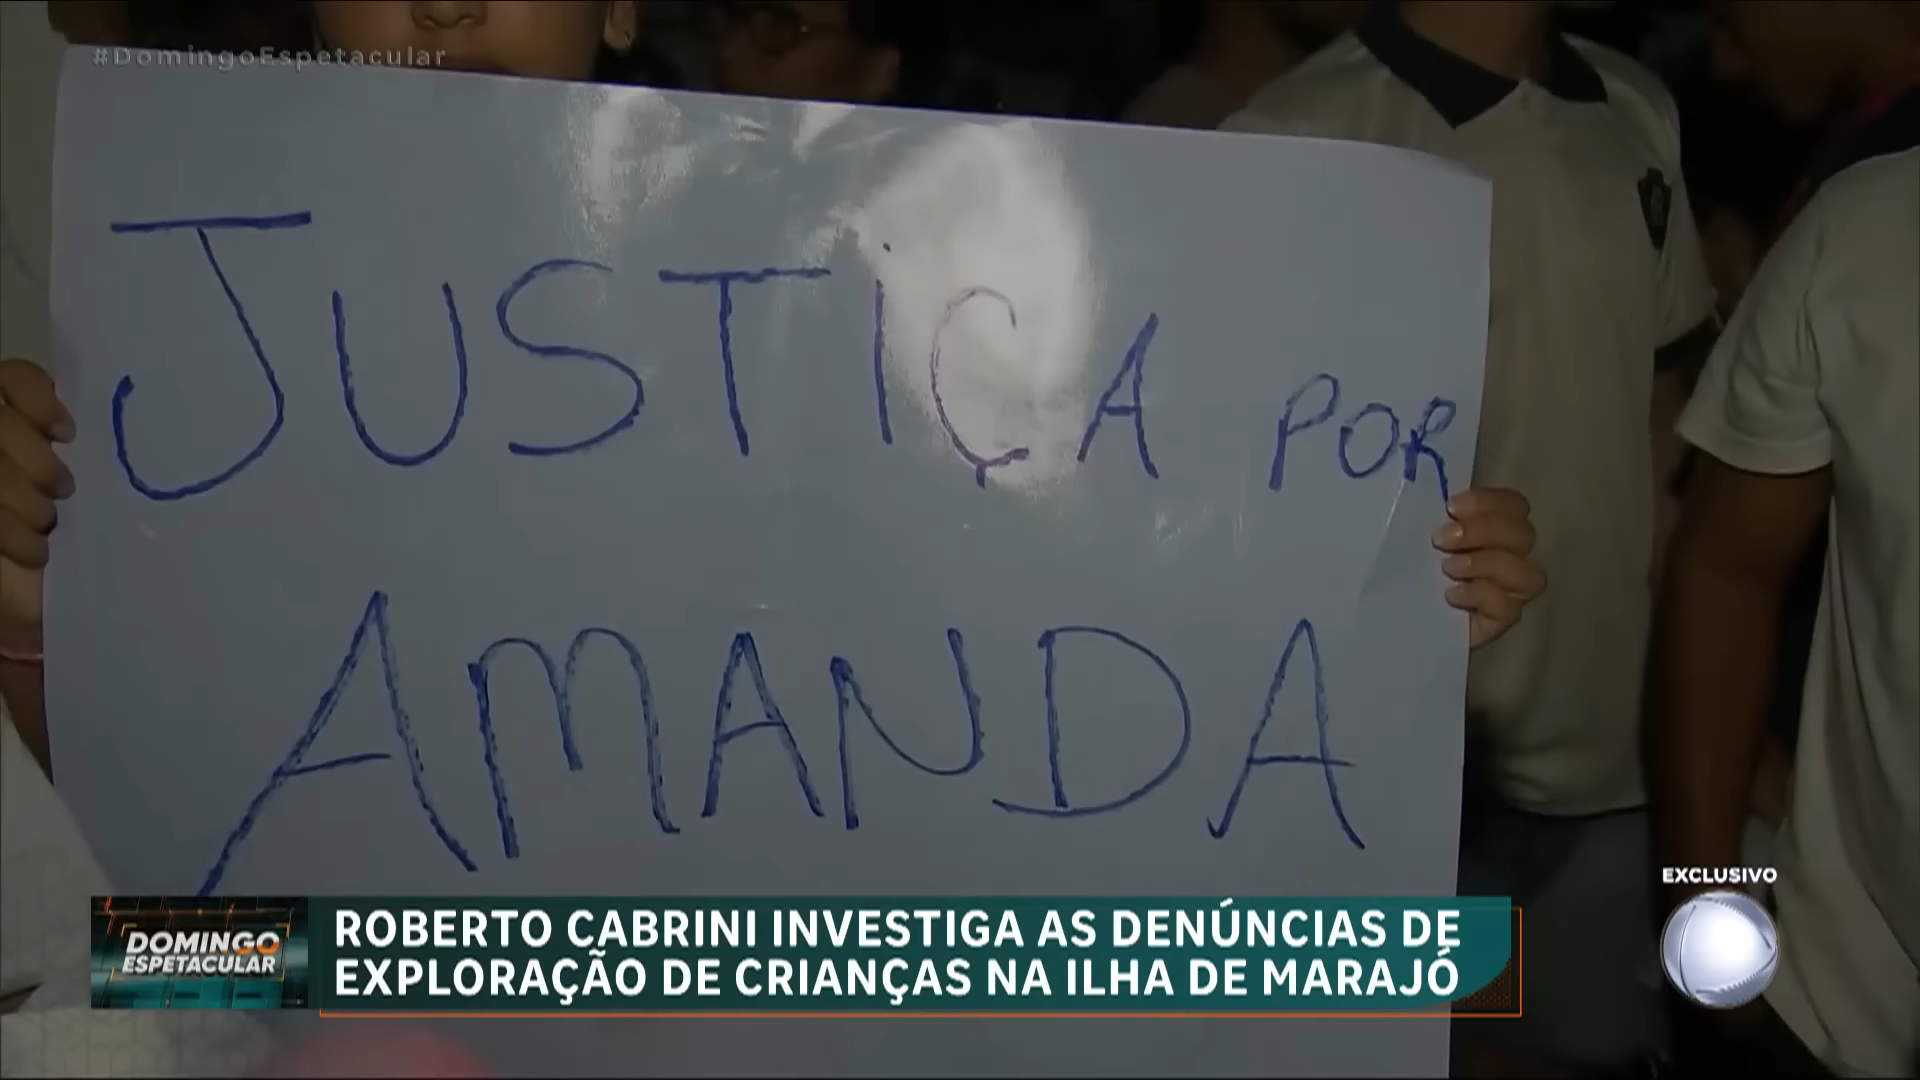 #DomingoEspetacular
JUSTIÇA POR
AMANDA
EXCLUSIVO
DOMINGO
ESPETACULAR
ROBERTO CABRINI INVESTIGA AS DENÚNCIAS DE
EXPLORAÇÃO DE CRIANÇAS NA ILHA DE MARAJÓ